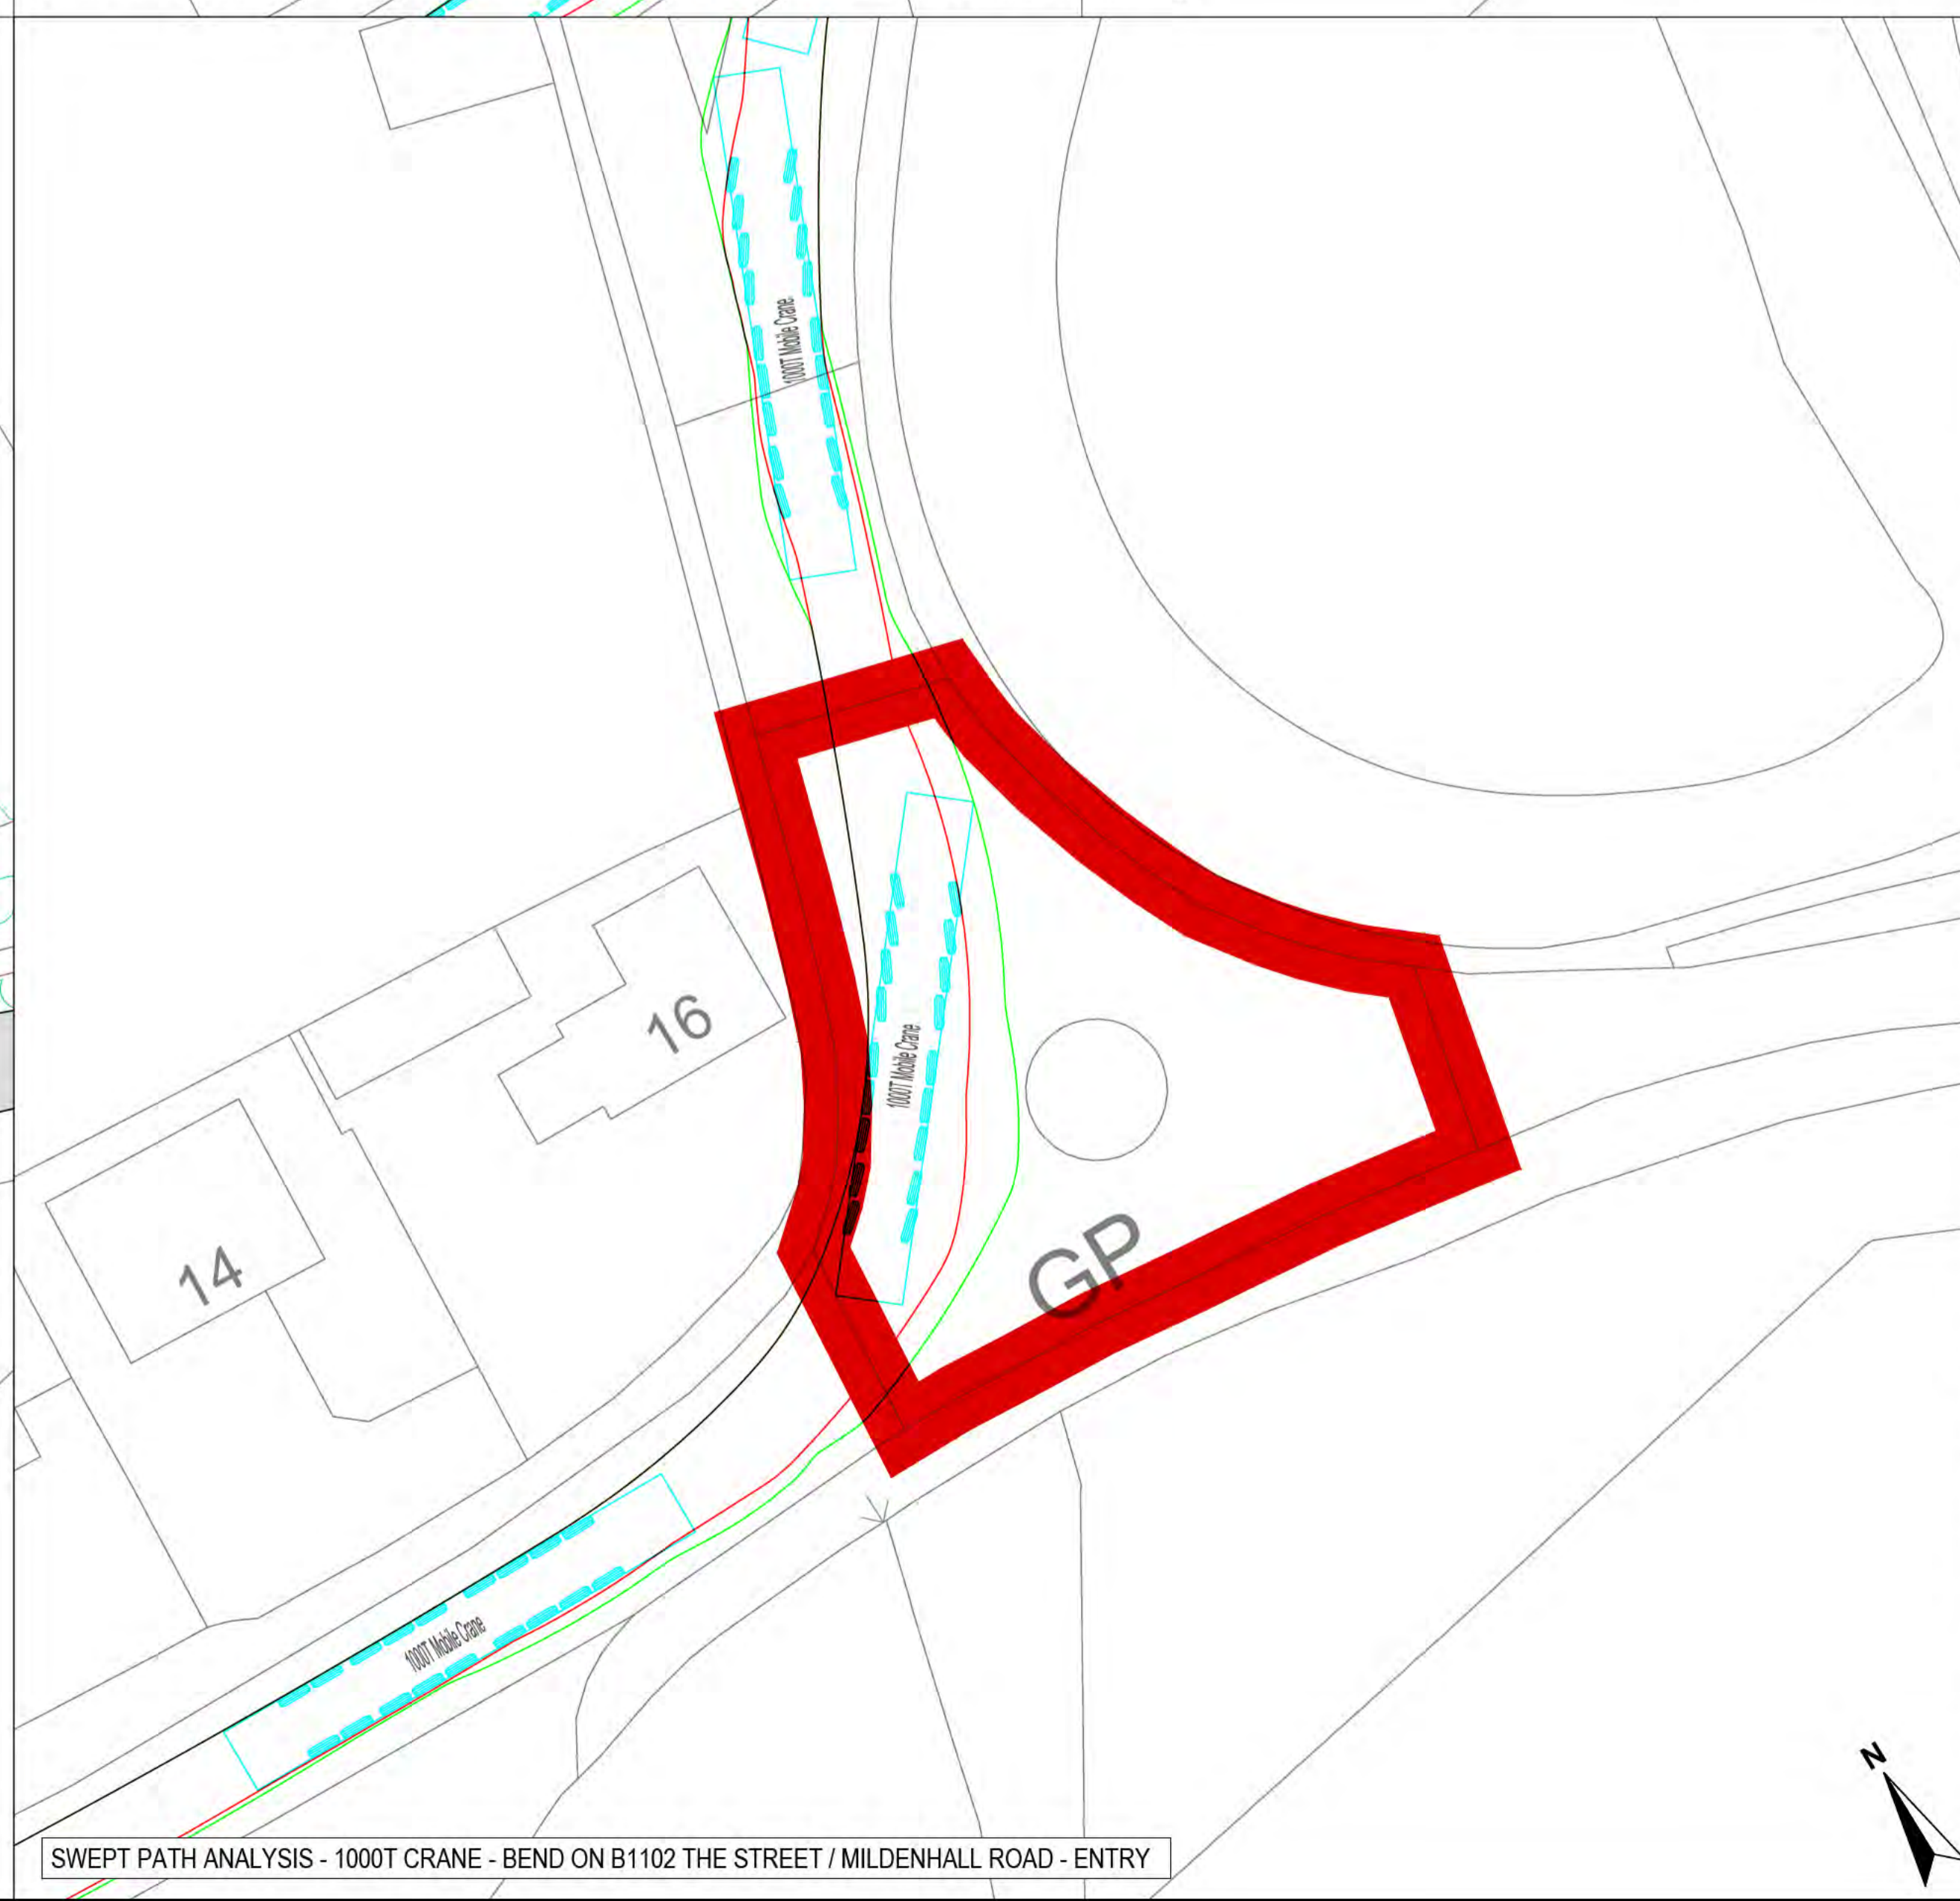 1000T Mobile Crane
16
1000T Mobile Crane
14
GP
1000T Mobile Crane
N
SWEPT PATH ANALYSIS - 1000T CRANE - BEND ON B1102 THE STREET / MILDENHALL ROAD - ENTRY